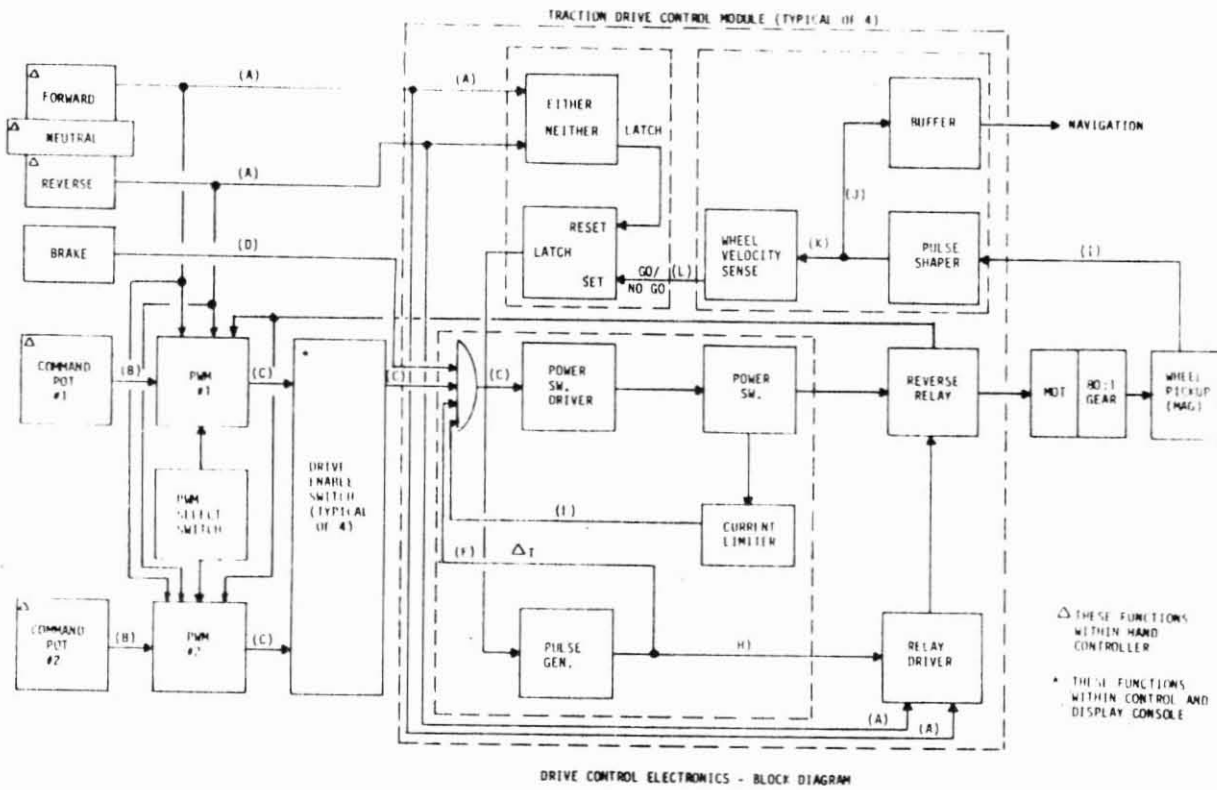 TRACTION DRIVE CONTROL MODULE (TYPICAL OF 4)
FORWARD
NEUTRAL
REVERSE
BRAKE
(A)
(A)
(A)
(D)
EITHER
NEITHER
LATCH
RESET
LATCH
SET
GO/
NO GO
(L)
WHEEL
VELOCITY
SENSE
(K)
(J)
BUFFER
NAVIGATION
PULSE
SHAPER
(I)
COMMAND
POT
#1
(B)
PWM
#1
(C)
*
DRIVE
ENABLE
SWITCH
(TYPICAL
OF 4)
(C)
(C)
POWER
SW.
DRIVER
POWER
SW.
REVERSE
RELAY
MOT
80:1
GEAR
WHEEL
PICKUP
(MAG)
PWM
SELECT
SWITCH
(E)
CURRENT
LIMITER
(F)
△I
COMMAND
POT
#2
(B)
PWM
#2
(C)
PULSE
GEN.
H)
RELAY
DRIVER
(A)
(A)
△ THESE FUNCTIONS
WITHIN HAND
CONTROLLER
* THESE FUNCTIONS
WITHIN CONTROL AND
DISPLAY CONSOLE
DRIVE CONTROL ELECTRONICS - BLOCK DIAGRAM